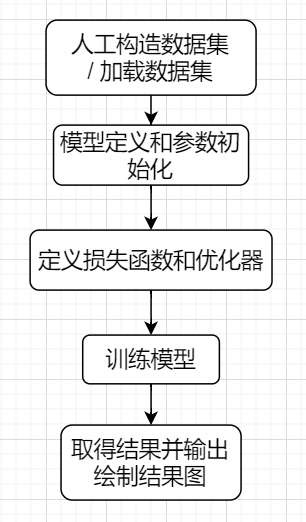 人工构造数据集
/ 加载数据集
模型定义和参数初
始化
定义损失函数和优化器
训练模型
取得结果并输出
绘制结果图